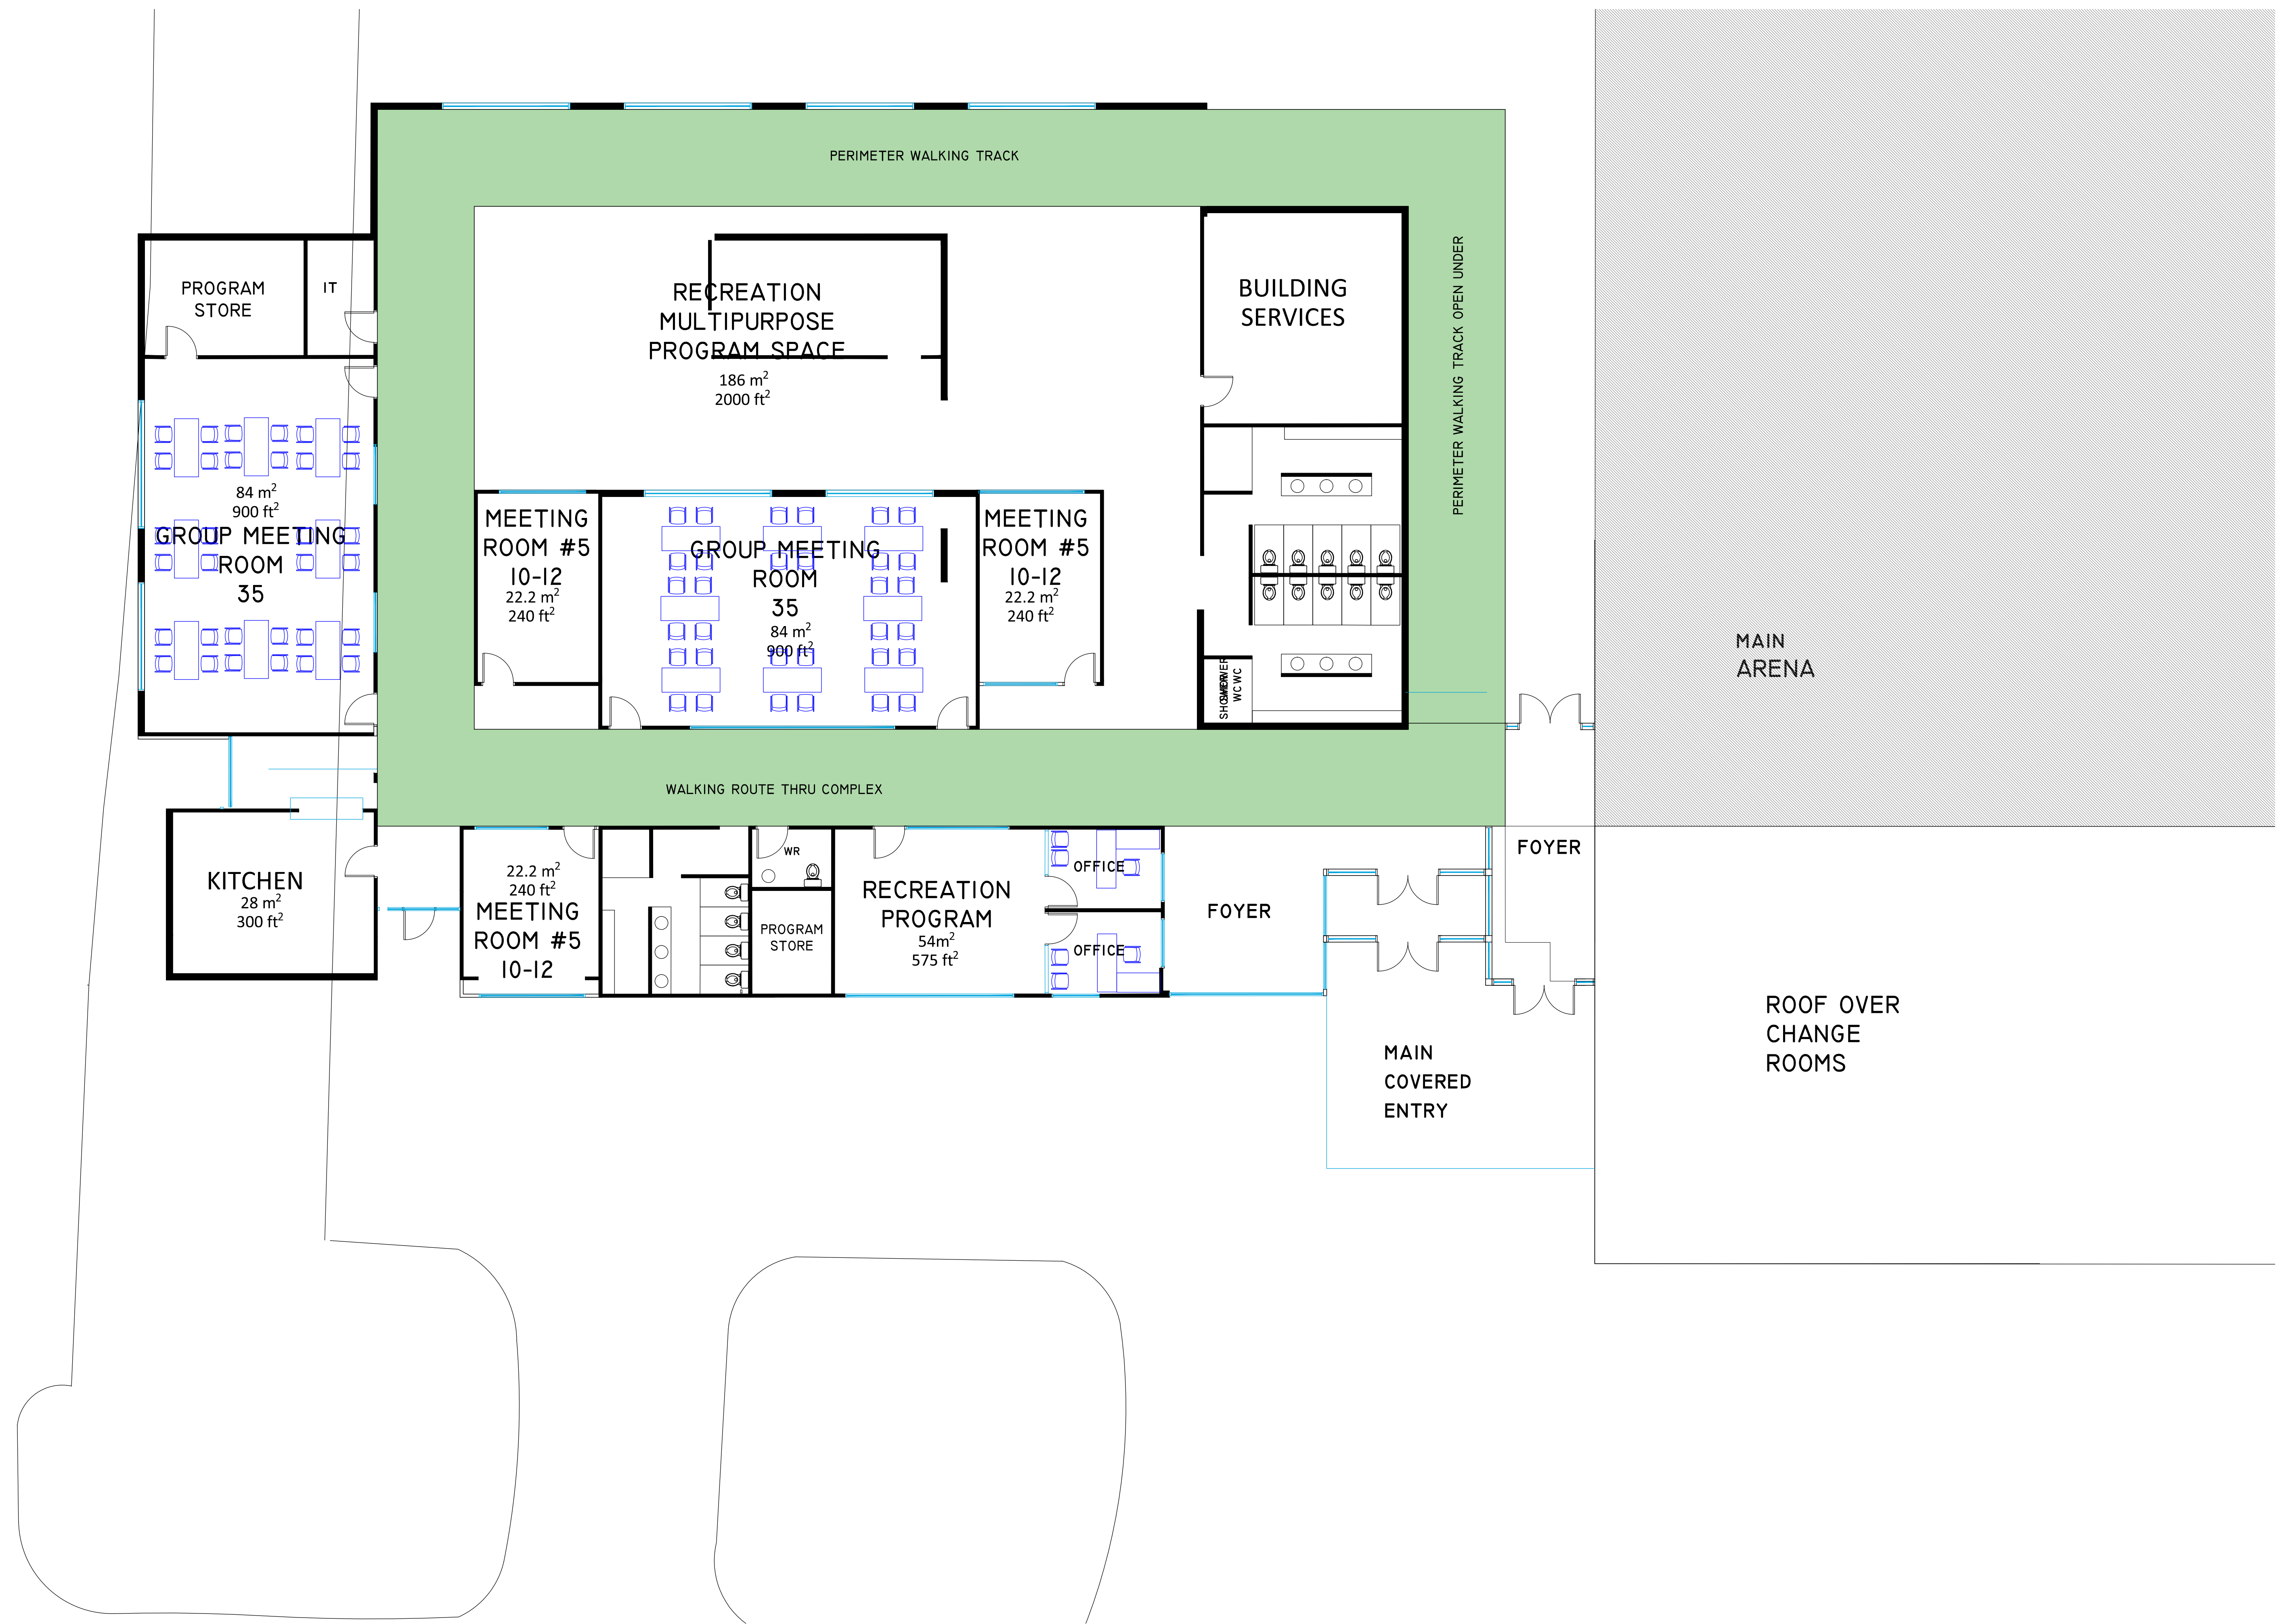 PERIMETER WALKING TRACK
PERIMETER WALKING TRACK OPEN UNDER
PROGRAM
STORE
IT
RECREATION
MULTIPURPOSE
PROGRAM SPACE
186 m²
2000 ft²
BUILDING
SERVICES
84 m²
900 ft²
GROUP MEETING
ROOM
35
MEETING
ROOM #5
10-12
22.2 m²
240 ft²
GROUP MEETING
ROOM
35
84 m²
900 ft²
MEETING
ROOM #5
10-12
22.2 m²
240 ft²
SHOWER
WC
WC
MAIN
ARENA
WALKING ROUTE THRU COMPLEX
KITCHEN
28 m²
300 ft²
22.2 m²
240 ft²
MEETING
ROOM #5
10-12
WR
PROGRAM
STORE
RECREATION
PROGRAM
54m²
575 ft²
OFFICE
OFFICE
FOYER
FOYER
MAIN
COVERED
ENTRY
ROOF OVER
CHANGE
ROOMS